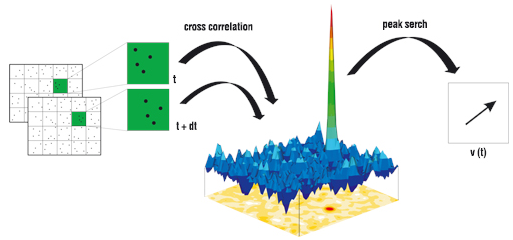 cross correlation
peak serch
t
t + dt
v (t)